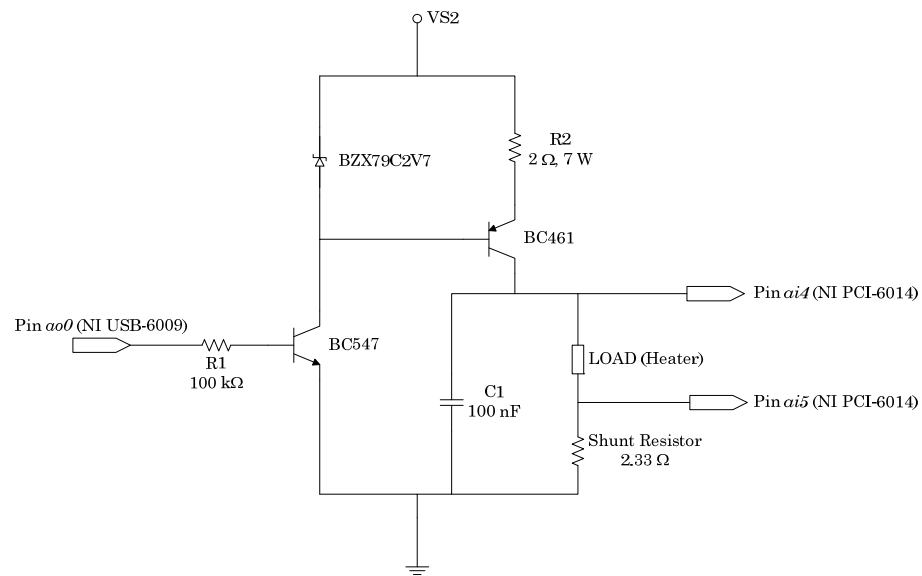 VS2
BZX79C2V7
R2
2 Ω, 7 W
BC461
Pin ai4 (NI PCI-6014)
Pin ao0 (NI USB-6009)
BC547
R1
100 kΩ
LOAD (Heater)
C1
100 nF
Pin ai5 (NI PCI-6014)
Shunt Resistor
2.33 Ω